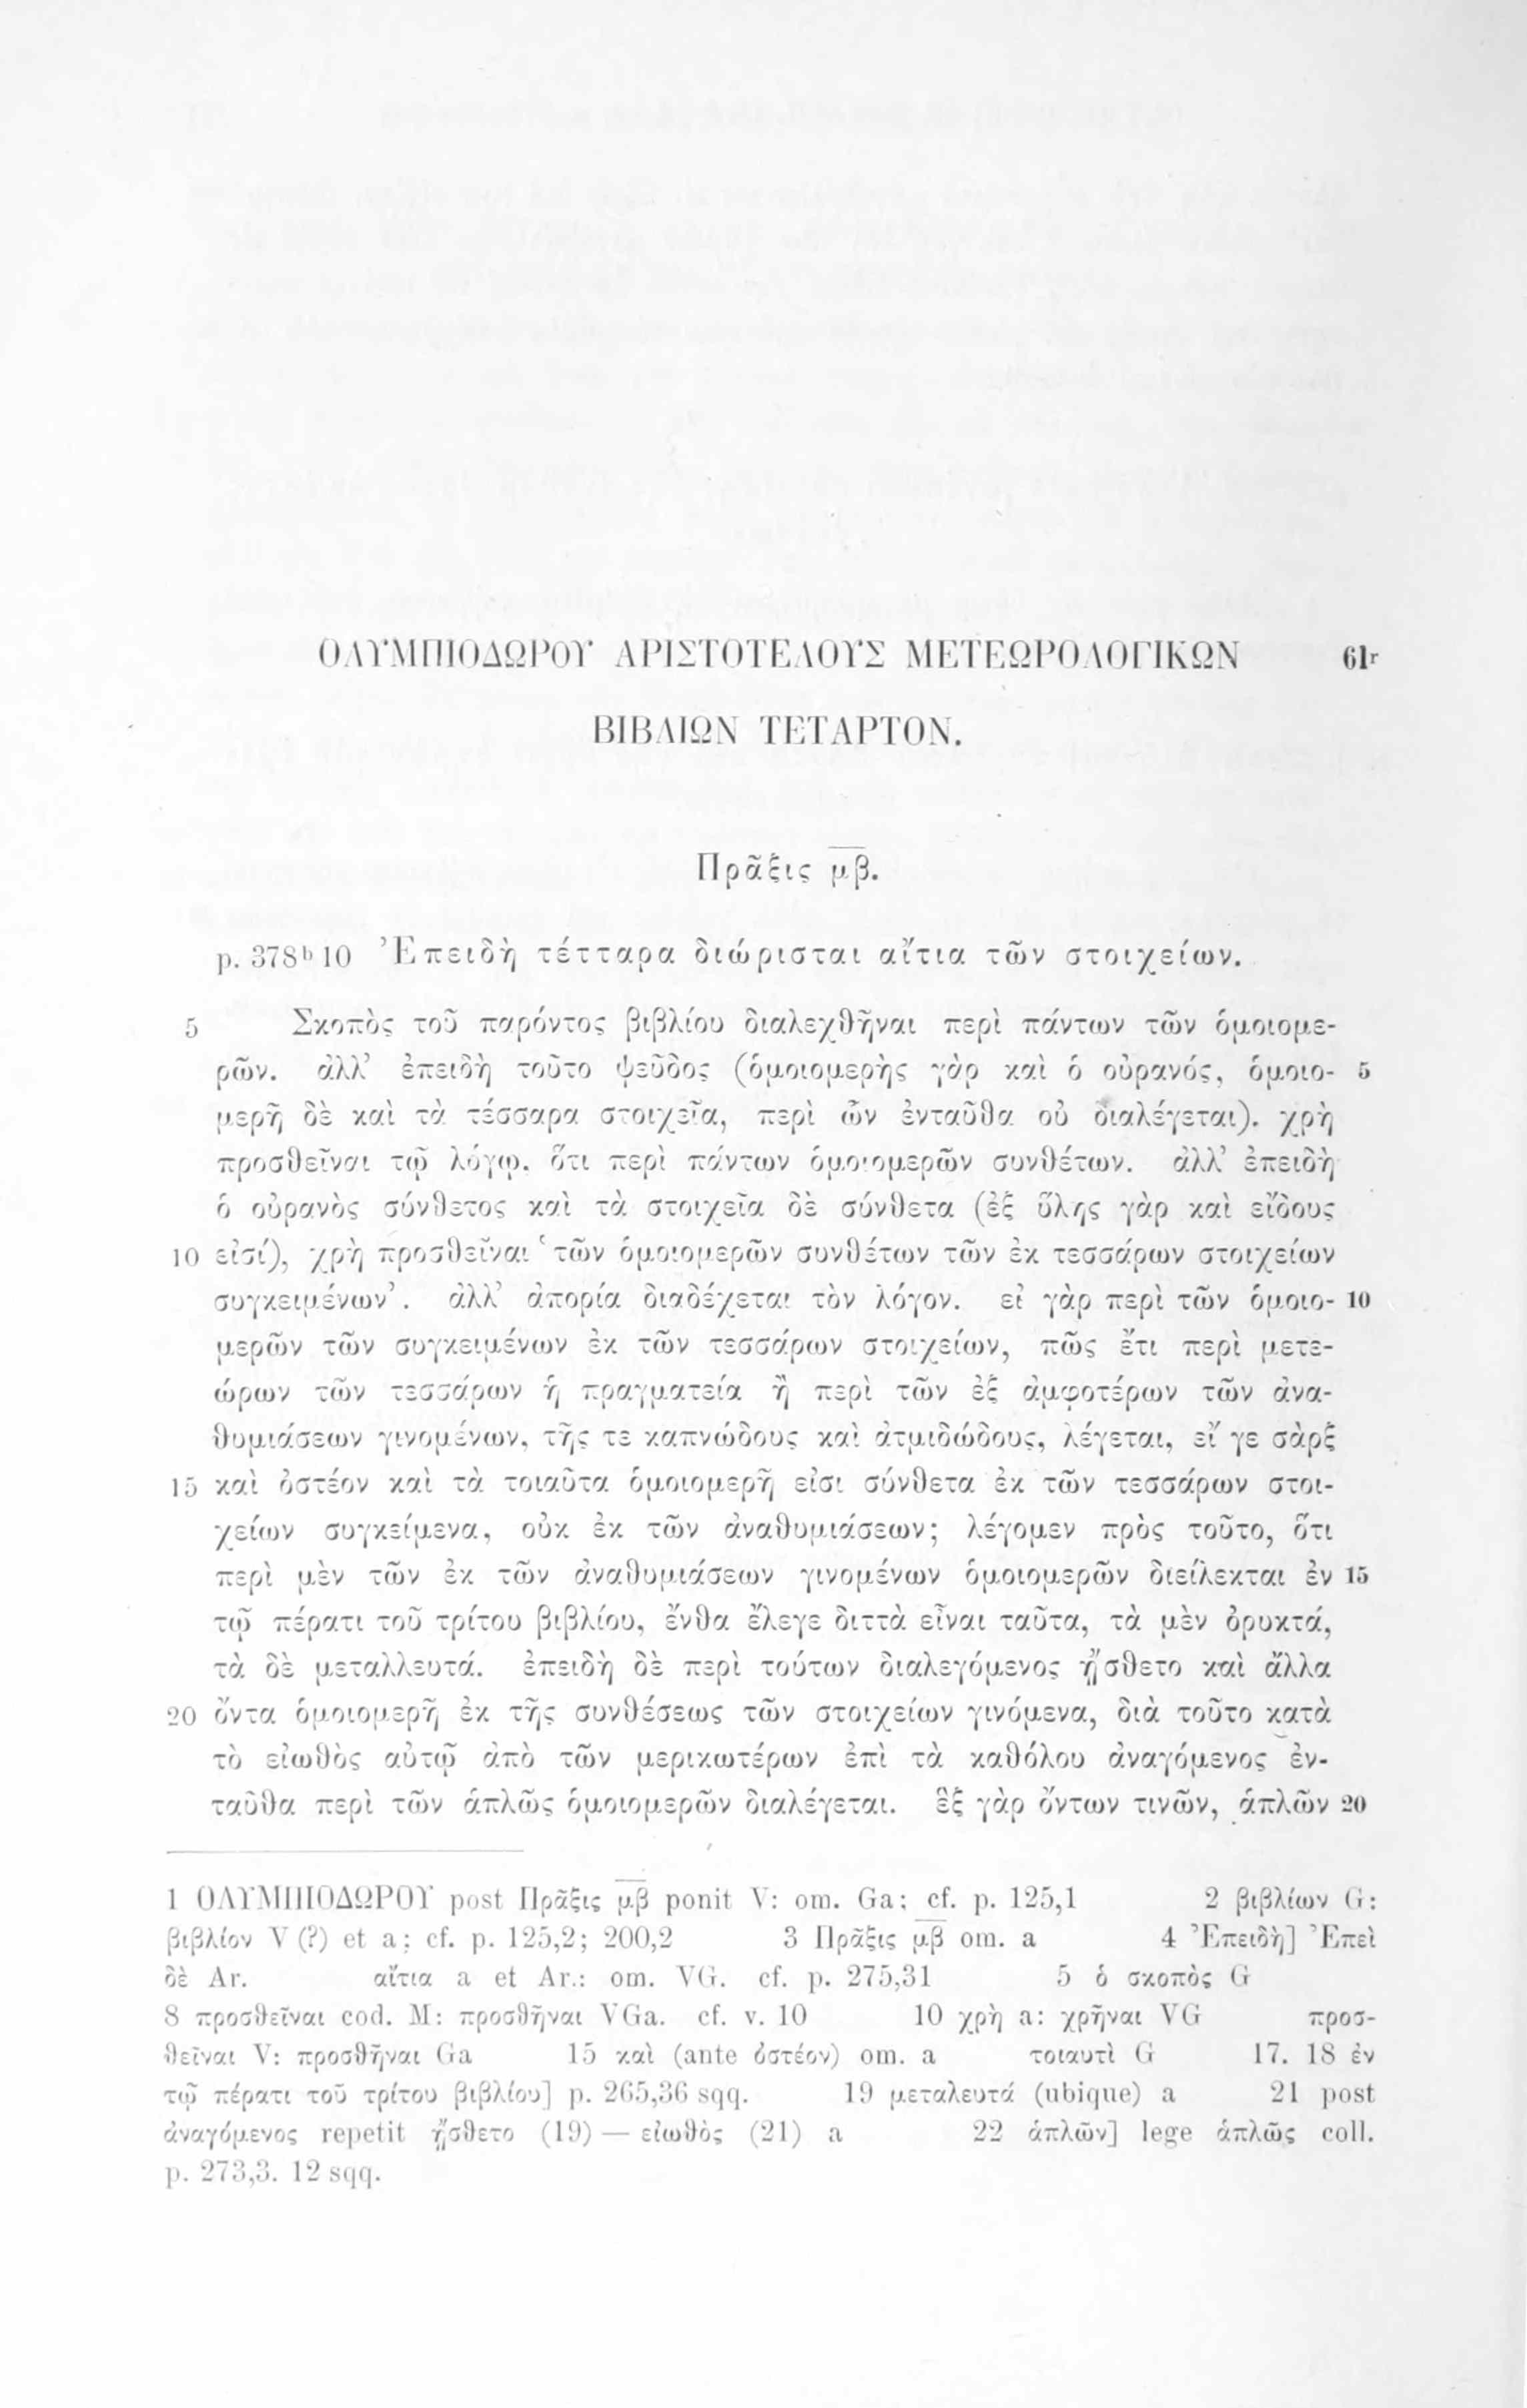 ΟΛΥΜΠΙΟΔΩΡΟΥ ΑΡΙΣΤΟΤΕΛΟΥΣ ΜΕΤΕΩΡΟΛΟΓΙΚΩΝ 61r
ΒΙΒΛΙΩΝ ΤΕΤΑΡΤΟΝ.
Πρᾶξις μ̅β̅.
p. 378b 10 Ἐπειδὴ τέτταρα διώρισται αἴτια τῶν στοιχείων.
5 Σκοπὸς τοῦ παρόντος βιβλίου διαλεχθῆναι περὶ πάντων τῶν ὁμοιομε-
ρῶν. ἀλλ’ ἐπειδὴ τοῦτο ψεῦδος (ὁμοιομερὴς γὰρ καὶ ὁ οὐρανός, ὁμοιο- 5
μερῆ δὲ καὶ τὰ τέσσαρα στοιχεῖα, περὶ ὧν ἐνταῦθα οὐ διαλέγεται). χρὴ
προσθεῖναι τῷ λόγῳ, ὅτι περὶ πάντων ὁμοιομερῶν συνθέτων. ἀλλ’ ἐπειδὴ
ὁ οὐρανὸς σύνθετος καὶ τὰ στοιχεῖα δὲ σύνθετα (ἐξ ὕλης γὰρ καὶ εἴδους
10 εἰσί), χρὴ προσθεῖναι ‘τῶν ὁμοιομερῶν συνθέτων τῶν ἐκ τεσσάρων στοιχείων
συγκειμένων’. ἀλλ’ ἀπορία διαδέχεται τὸν λόγον. εἰ γὰρ περὶ τῶν ὁμοιο- 10
μερῶν τῶν συγκειμένων ἐκ τῶν τεσσάρων στοιχείων, πῶς ἔτι περὶ μετε-
ώρων τῶν τεσσάρων ἡ πραγματεία ἢ περὶ τῶν ἐξ ἀμφοτέρων τῶν ἀνα-
θυμιάσεων γινομένων, τῆς τε καπνώδους καὶ ἀτμιδώδους, λέγεται, εἴ γε σὰρξ
15 καὶ ὀστέον καὶ τὰ τοιαῦτα ὁμοιομερῆ εἰσι σύνθετα ἐκ τῶν τεσσάρων στοι-
χείων συγκείμενα, οὐκ ἐκ τῶν ἀναθυμιάσεων; λέγομεν πρὸς τοῦτο, ὅτι
περὶ μὲν τῶν ἐκ τῶν ἀναθυμιάσεων γινομένων ὁμοιομερῶν διείλεκται ἐν 15
τῷ πέρατι τοῦ τρίτου βιβλίου, ἔνθα ἔλεγε διττὰ εἶναι ταῦτα, τὰ μὲν ὀρυκτά,
τὰ δὲ μεταλλευτά. ἐπειδὴ δὲ περὶ τούτων διαλεγόμενος ᾔσθετο καὶ ἄλλα
20 ὄντα ὁμοιομερῆ ἐκ τῆς συνθέσεως τῶν στοιχείων γινόμενα, διὰ τοῦτο κατὰ
τὸ εἰωθὸς αὐτῷ ἀπὸ τῶν μερικωτέρων ἐπὶ τὰ καθόλου ἀναγόμενος ἐν-
ταῦθα περὶ τῶν ἁπλῶς ὁμοιομερῶν διαλέγεται. ἓξ γὰρ ὄντων τινῶν, ἁπλῶν 20
1 ΟΛΥΜΠΙΟΔΩΡΟΥ post Πρᾶξις μ̅β̅ ponit V: om. Ga; cf. p. 125,1 2 βιβλίων G:
βιβλίον V (?) et a; cf. p. 125,2; 200,2 3 Πρᾶξις μ̅β̅ om. a 4 Ἐπειδὴ] Ἐπεὶ
δὲ Ar. αἴτια a et Ar.: om. VG. cf. p. 275,31 5 ὁ σκοπὸς G
8 προσθεῖναι cod. M: προσθῆναι VGa. cf. v. 10 10 χρὴ a: χρῆναι VG προσ-
θεῖναι V: προσθῆναι Ga 15 καὶ (ante ὀστέον) om. a τοιαυτὶ G 17. 18 ἐν
τῷ πέρατι τοῦ τρίτου βιβλίου] p. 265,36 sqq. 19 μεταλευτά (ubique) a 21 post
ἀναγόμενος repetit ᾔσθετο (19) — εἰωθὸς (21) a 22 ἁπλῶν] lege ἁπλῶς coll.
p. 273,3. 12 sqq.